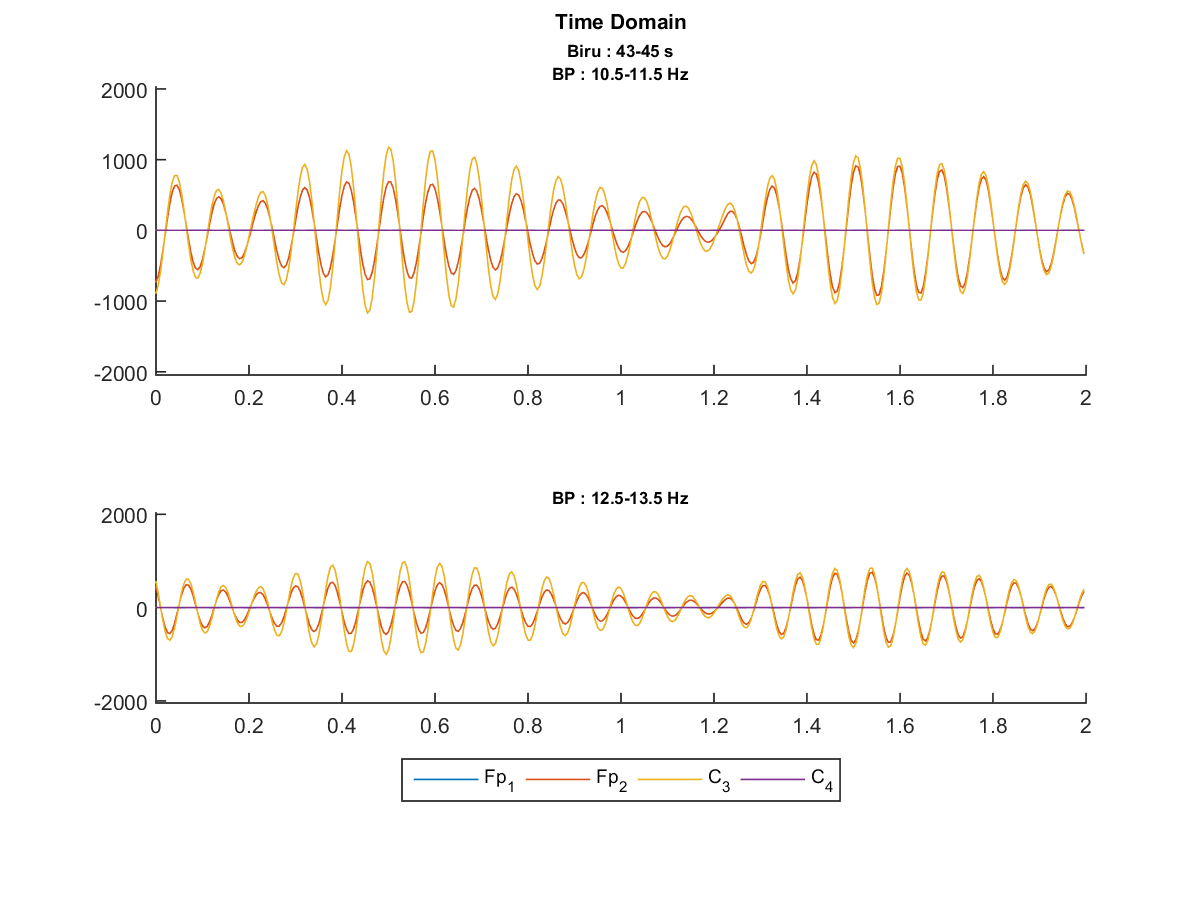 Time Domain
Biru : 43-45 s
BP : 10.5-11.5 Hz
2000
1000
0
-1000
-2000
0 0.2 0.4 0.6 0.8 1 1.2 1.4 1.6 1.8 2
BP : 12.5-13.5 Hz
2000
0
-2000
0 0.2 0.4 0.6 0.8 1 1.2 1.4 1.6 1.8 2
Fp1 Fp2 C3 C4